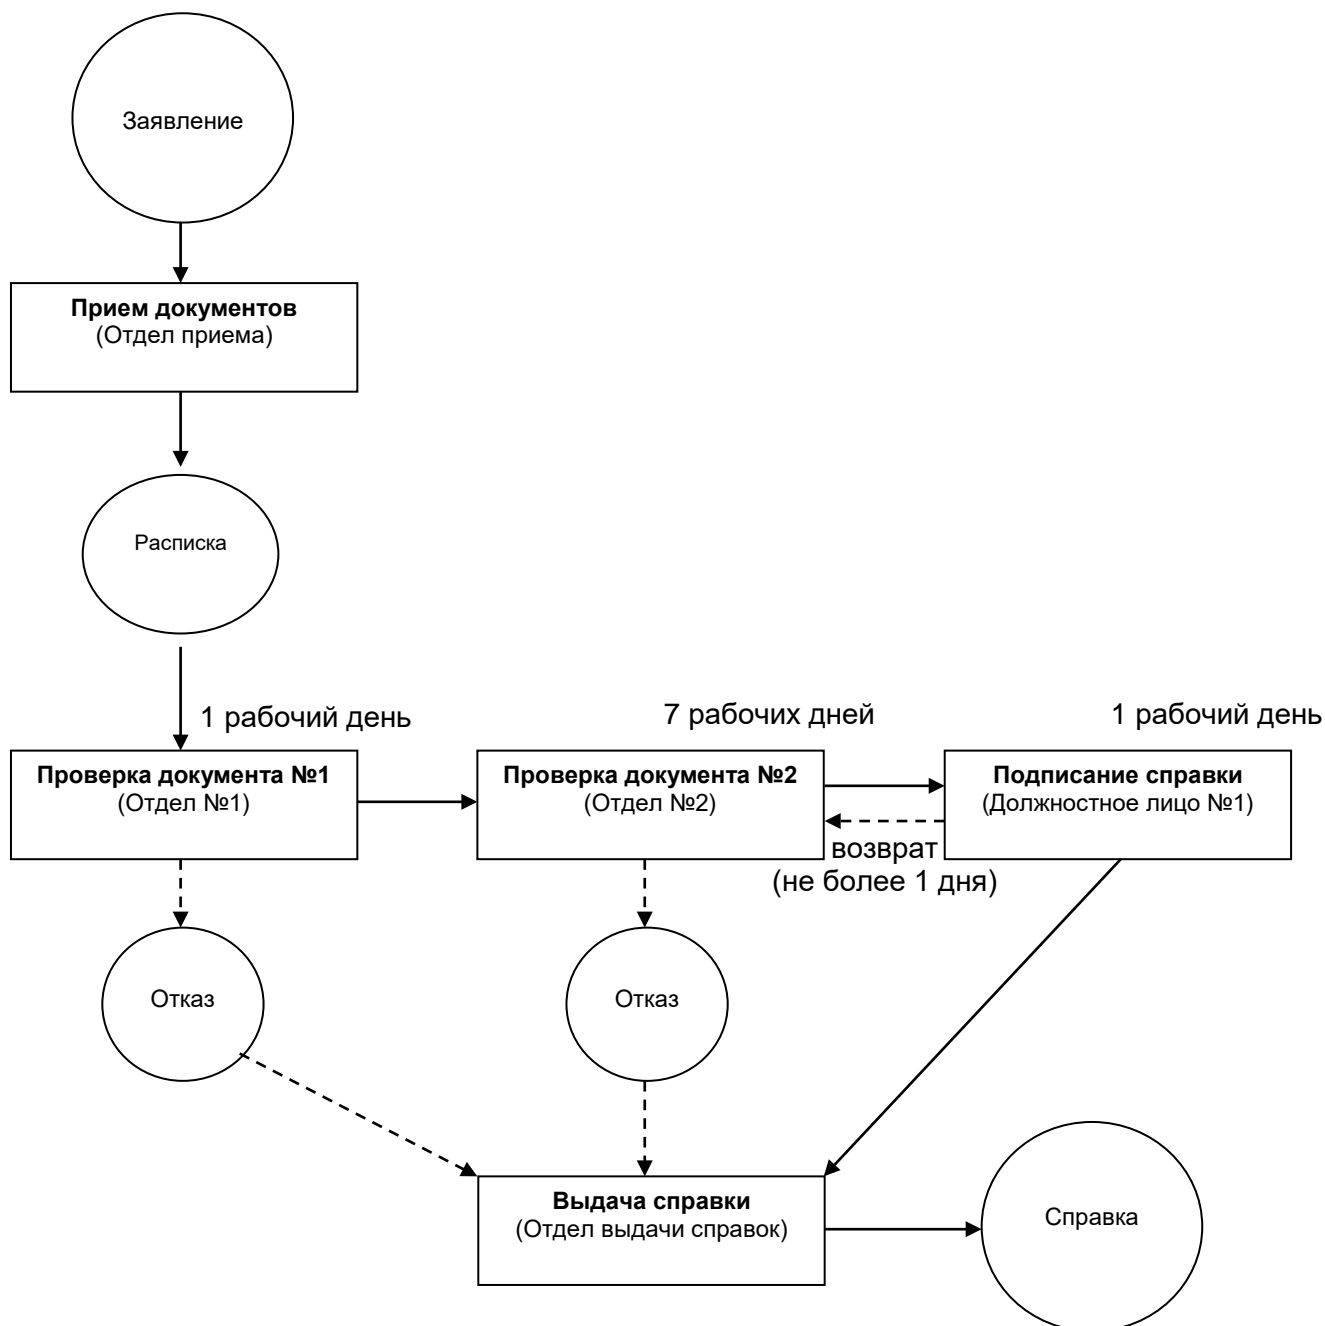 Заявление
Прием документов
(Отдел приема)
Расписка
1 рабочий день
7 рабочих дней
1 рабочий день
Проверка документа №1
(Отдел №1)
Проверка документа №2
(Отдел №2)
Подписание справки
(Должностное лицо №1)
возврат
(не более 1 дня)
Отказ
Отказ
Выдача справки
(Отдел выдачи справок)
Справка